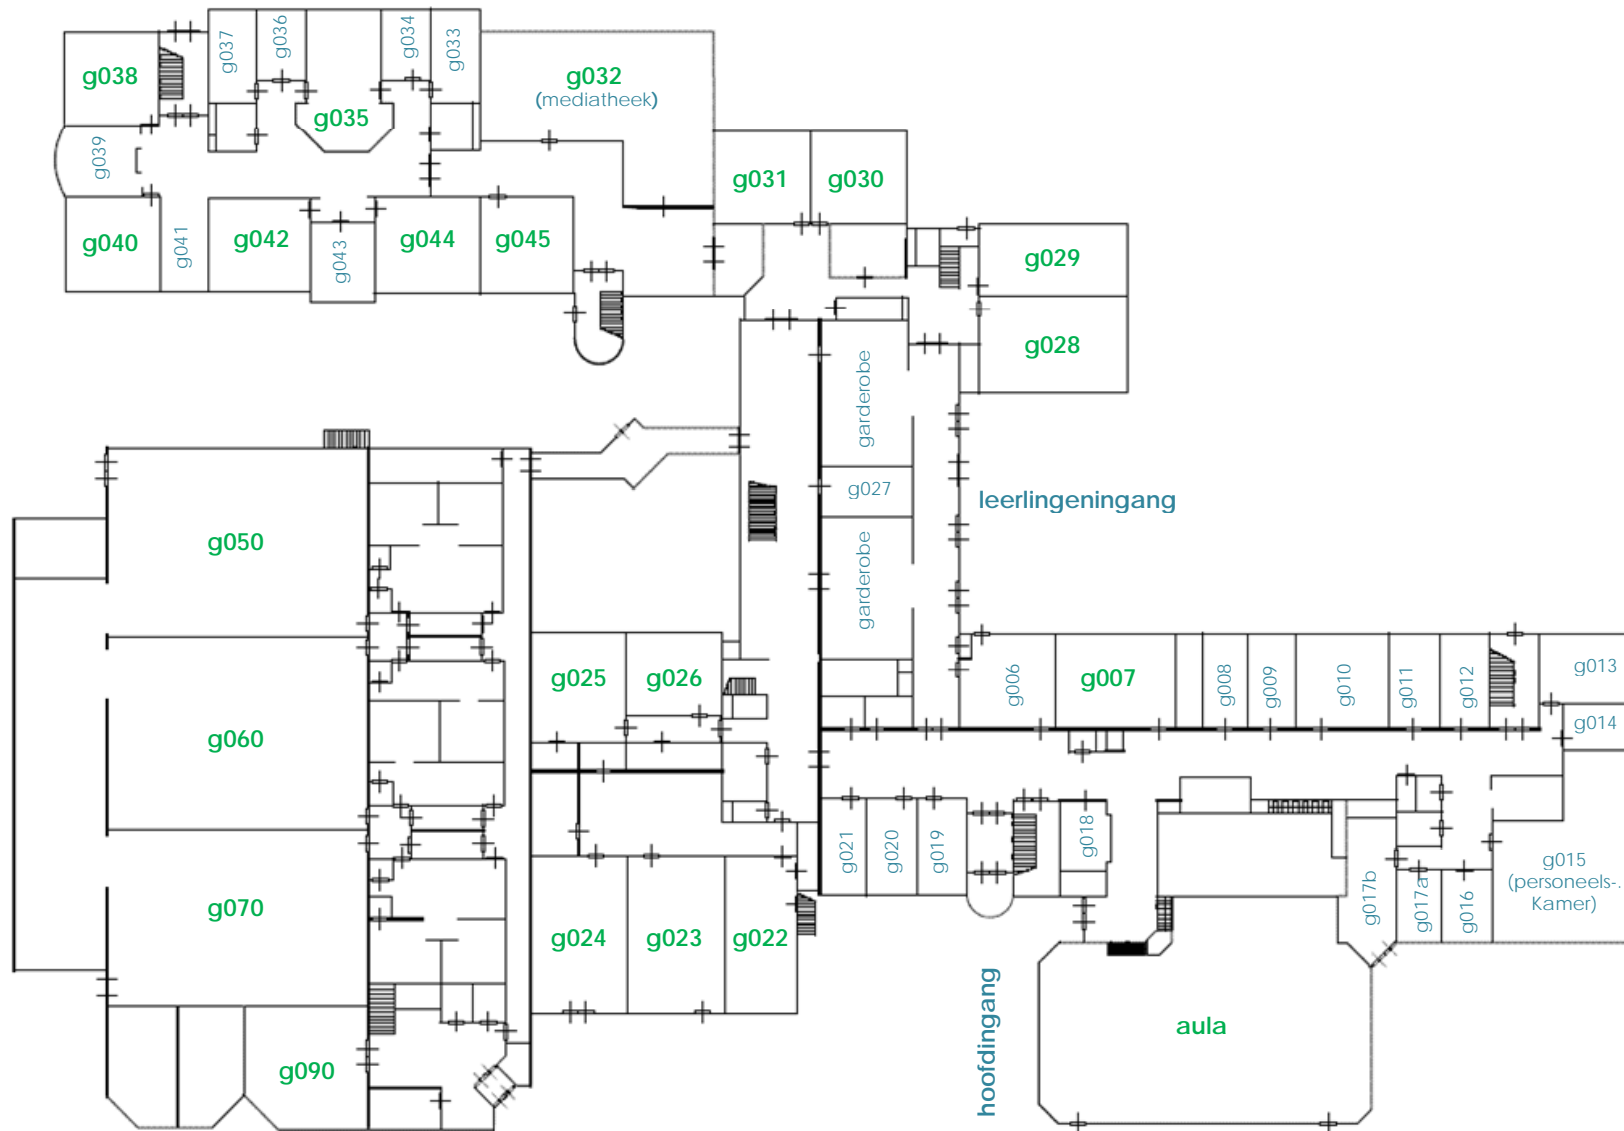 g038
g037
g036
g034
g033
g035
g032
(mediatheek)
g039
g031
g030
g040
g041
g042
g043
g044
g045
g029
g028
garderobe
g027
leerlingeningang
garderobe
g050
g060
g070
g090
g025
g026
g006
g007
g008
g009
g010
g011
g012
g013
g014
g021
g020
g019
g018
g024
g023
g022
g017b
g017a
g016
g015
(personeels-.
Kamer)
hoofdingang
aula